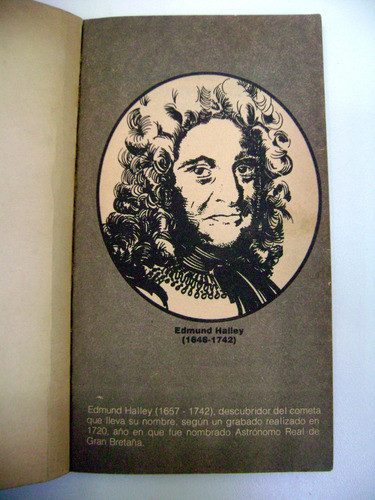 Edmund Halley
(1646-1742)
Edmund Halley (1657 - 1742), descubridor del cometa
que lleva su nombre, según un grabado realizado en
1720, año en que fue nombrado Astrónomo Real de
Gran Bretaña.